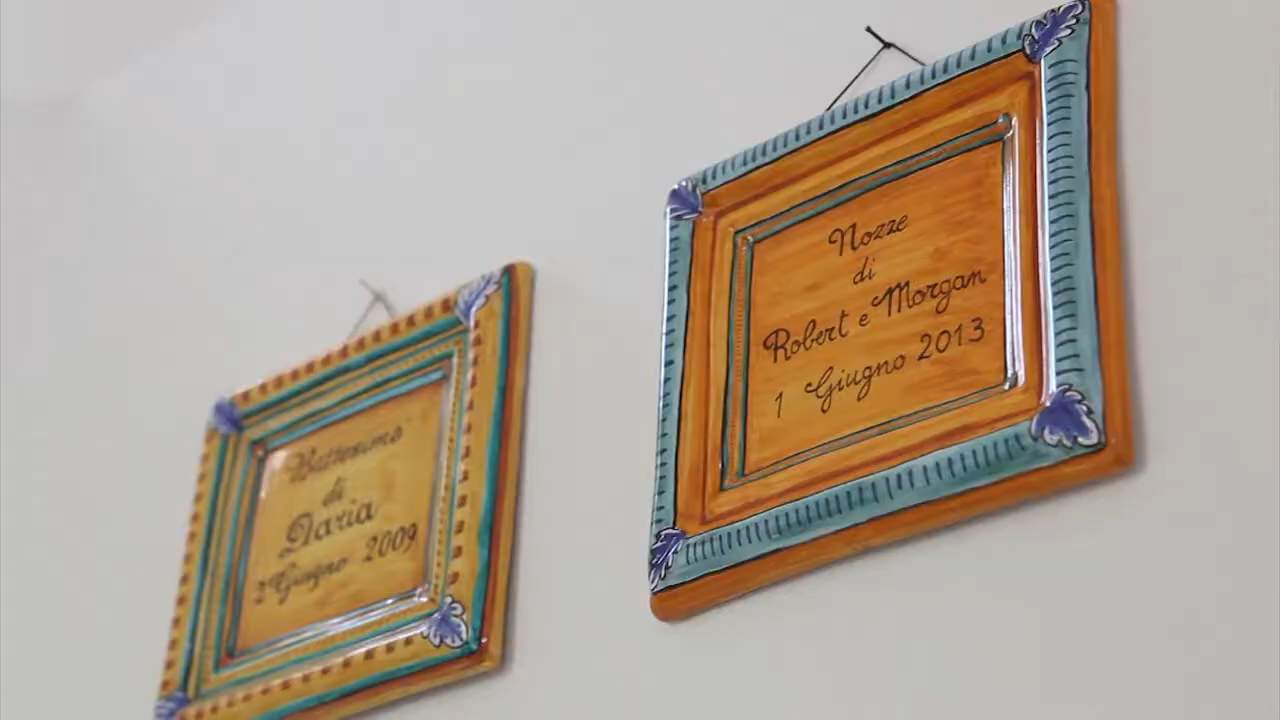 Battesimo
di
Daria
2 Giugno 2009
Nozze
di
Robert e Morgan
1 Giugno 2013